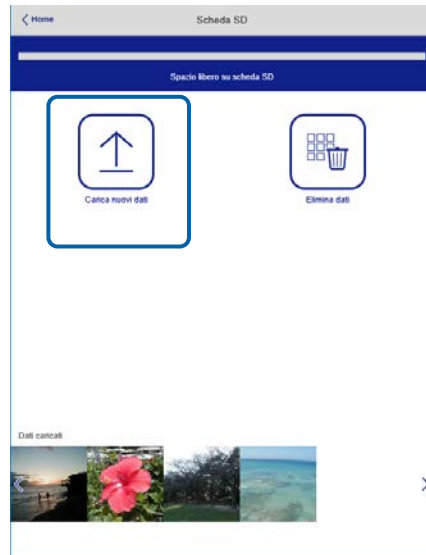 Home
Scheda SD
Spazio libero su scheda SD
Carica nuovi dati
Elimina dati
Dati caricati